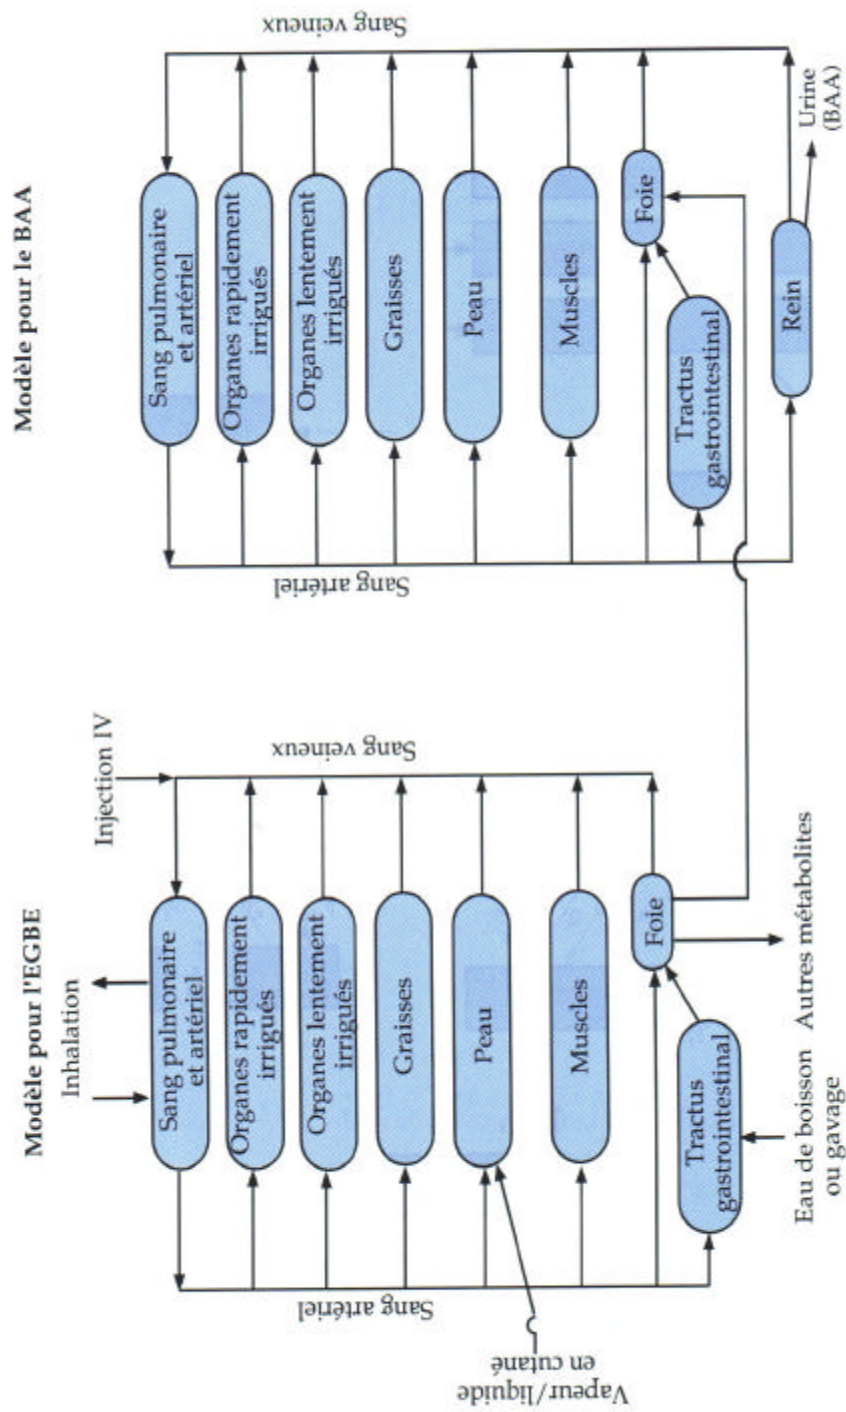 Modèle pour l'EGBE
Inhalation
Injection IV
Sang pulmonaire
et artériel
Organes rapidement
irrigués
Organes lentement
irrigués
Graisses
Peau
Muscles
Foie
Tractus
gastrointestinal
Sang artériel
Sang veineux
Vapeur/liquide
en cutané
Eau de boisson
ou gavage
Autres métabolites
Modèle pour le BAA
Sang pulmonaire
et artériel
Organes rapidement
irrigués
Organes lentement
irrigués
Graisses
Peau
Muscles
Foie
Tractus
gastrointestinal
Rein
Sang artériel
Sang veineux
Urine
(BAA)